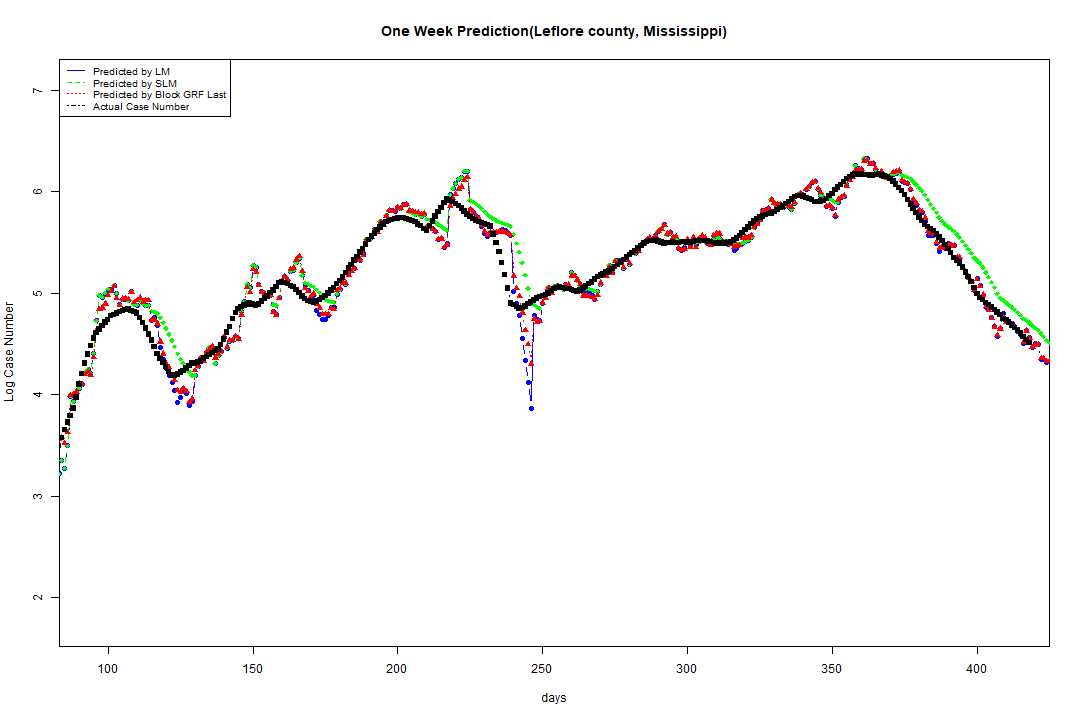 One Week Prediction(Leflore county, Mississippi)
Predicted by LM
Predicted by SLM
Predicted by Block GRF Last
Actual Case Number
7
6
5
4
3
2
Log Case Number
100 150 200 250 300 350 400
days